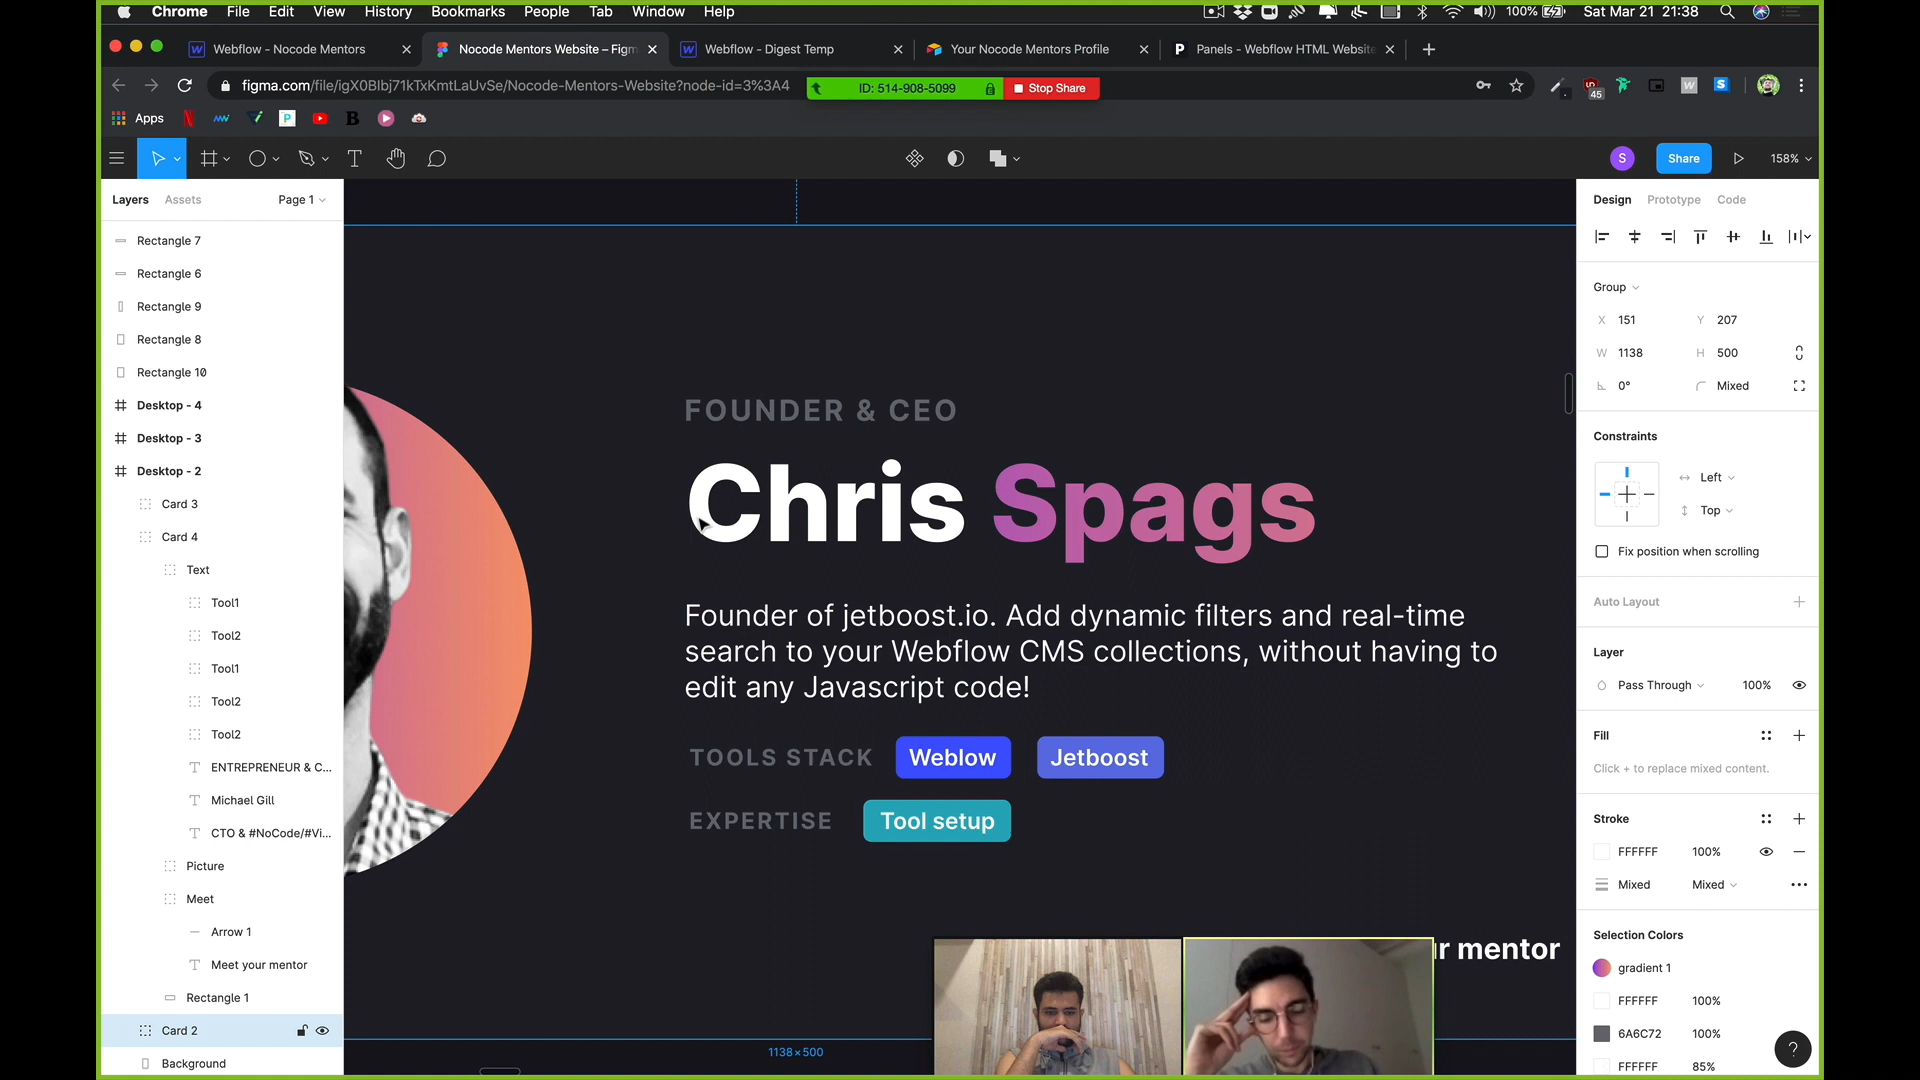 Chrome File Edit View History Bookmarks People Tab Window Help 100% Sat Mar 21 21:38
Webflow - Nocode Mentors Nocode Mentors Website – Figm Webflow - Digest Temp Your Nocode Mentors Profile Panels - Webflow HTML Website
figma.com/file/igX0BIbj71kTxKmtLaUvSe/Nocode-Mentors-Website?node-id=3%3A4 ID: 514-908-5099 Stop Share 45
Apps
S Share 158%
Layers Assets Page 1
Rectangle 7
Rectangle 6
Rectangle 9
Rectangle 8
Rectangle 10
Desktop - 4
Desktop - 3
Desktop - 2
Card 3
Card 4
Text
Tool1
Tool2
Tool1
Tool2
Tool2
ENTREPRENEUR & C...
Michael Gill
CTO & #NoCode/#Vi...
Picture
Meet
Arrow 1
Meet your mentor
Rectangle 1
Card 2
Background
FOUNDER & CEO
Chris Spags
Founder of jetboost.io. Add dynamic filters and real-time
search to your Webflow CMS collections, without having to
edit any Javascript code!
TOOLS STACK Weblow Jetboost
EXPERTISE Tool setup
r mentor
1138×500
Design Prototype Code
Group
X 151 Y 207
W 1138 H 500
0° Mixed
Constraints
Left
Top
Fix position when scrolling
Auto Layout
Layer
Pass Through 100%
Fill
Click + to replace mixed content.
Stroke
FFFFFF 100%
Mixed Mixed
Selection Colors
gradient 1
FFFFFF 100%
6A6C72 100%
FFFFFF 85%
?